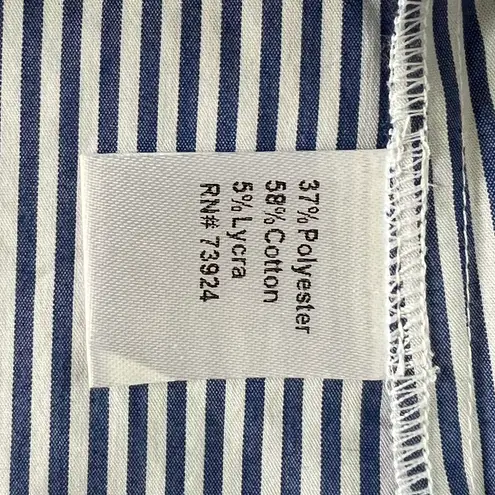 37% Polyester
58% Cotton
5% Lycra
RN# 73924